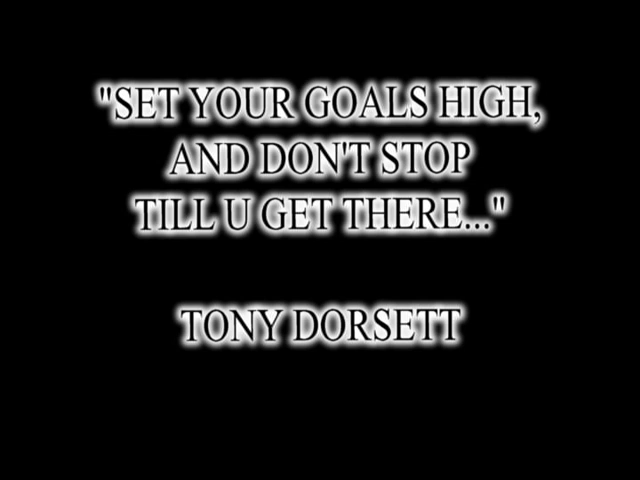 "SET YOUR GOALS HIGH,
AND DON'T STOP
TILL U GET THERE..."
TONY DORSETT